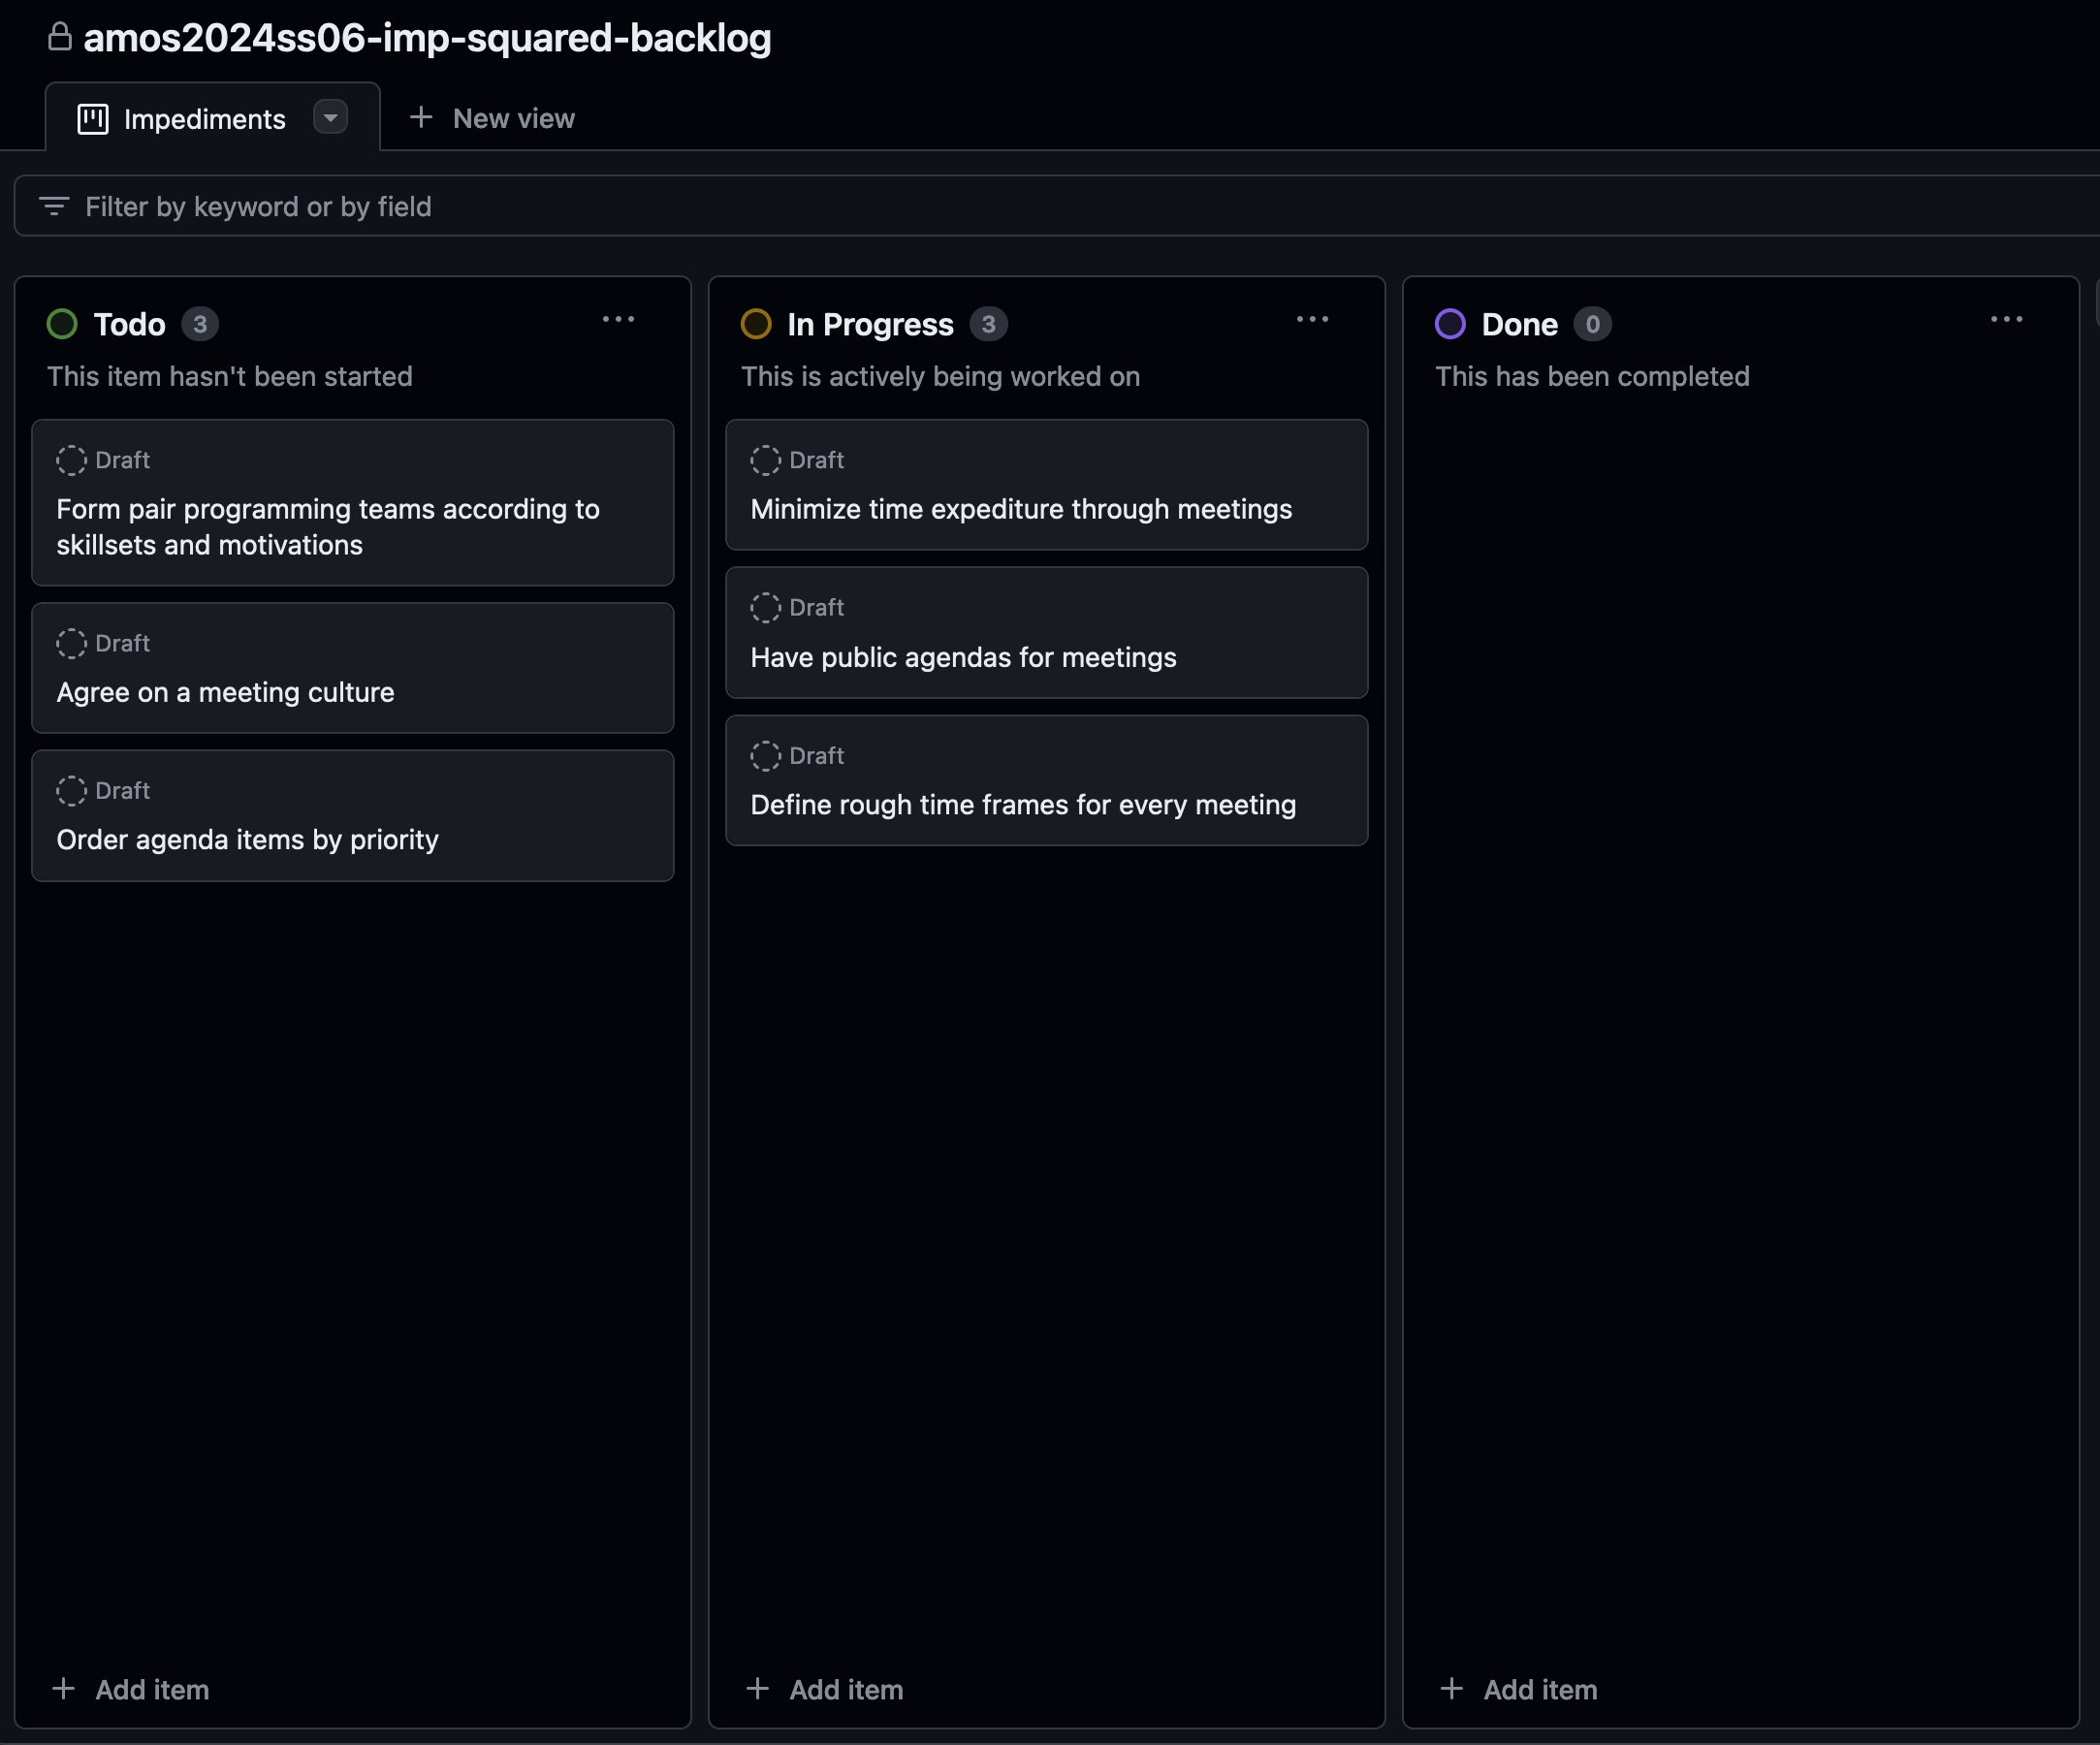 amos2024ss06-imp-squared-backlog
Impediments
New view
Filter by keyword or by field
Todo 3
This item hasn't been started
Draft
Form pair programming teams according to
skillsets and motivations
Draft
Agree on a meeting culture
Draft
Order agenda items by priority
Add item
In Progress 3
This is actively being worked on
Draft
Minimize time expediture through meetings
Draft
Have public agendas for meetings
Draft
Define rough time frames for every meeting
Add item
Done 0
This has been completed
Add item